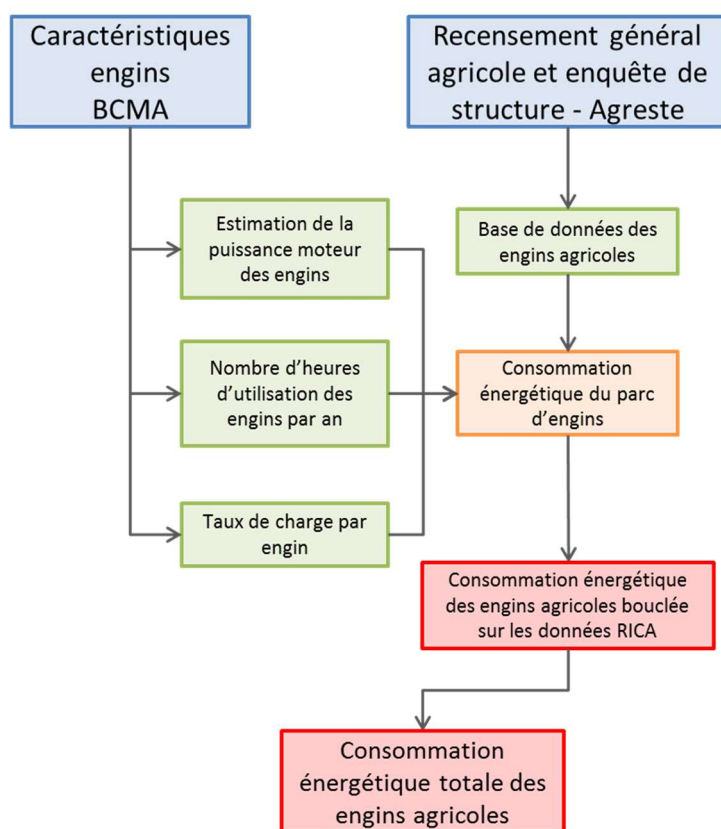 Caractéristiques
engins
BCMA
Recensement général
agricole et enquête de
structure - Agreste
Estimation de la
puissance moteur
des engins
Base de données des
engins agricoles
Nombre d’heures
d’utilisation des
engins par an
Consommation
énergétique du parc
d’engins
Taux de charge par
engin
Consommation énergétique
des engins agricoles bouclée
sur les données RICA
Consommation
énergétique totale des
engins agricoles